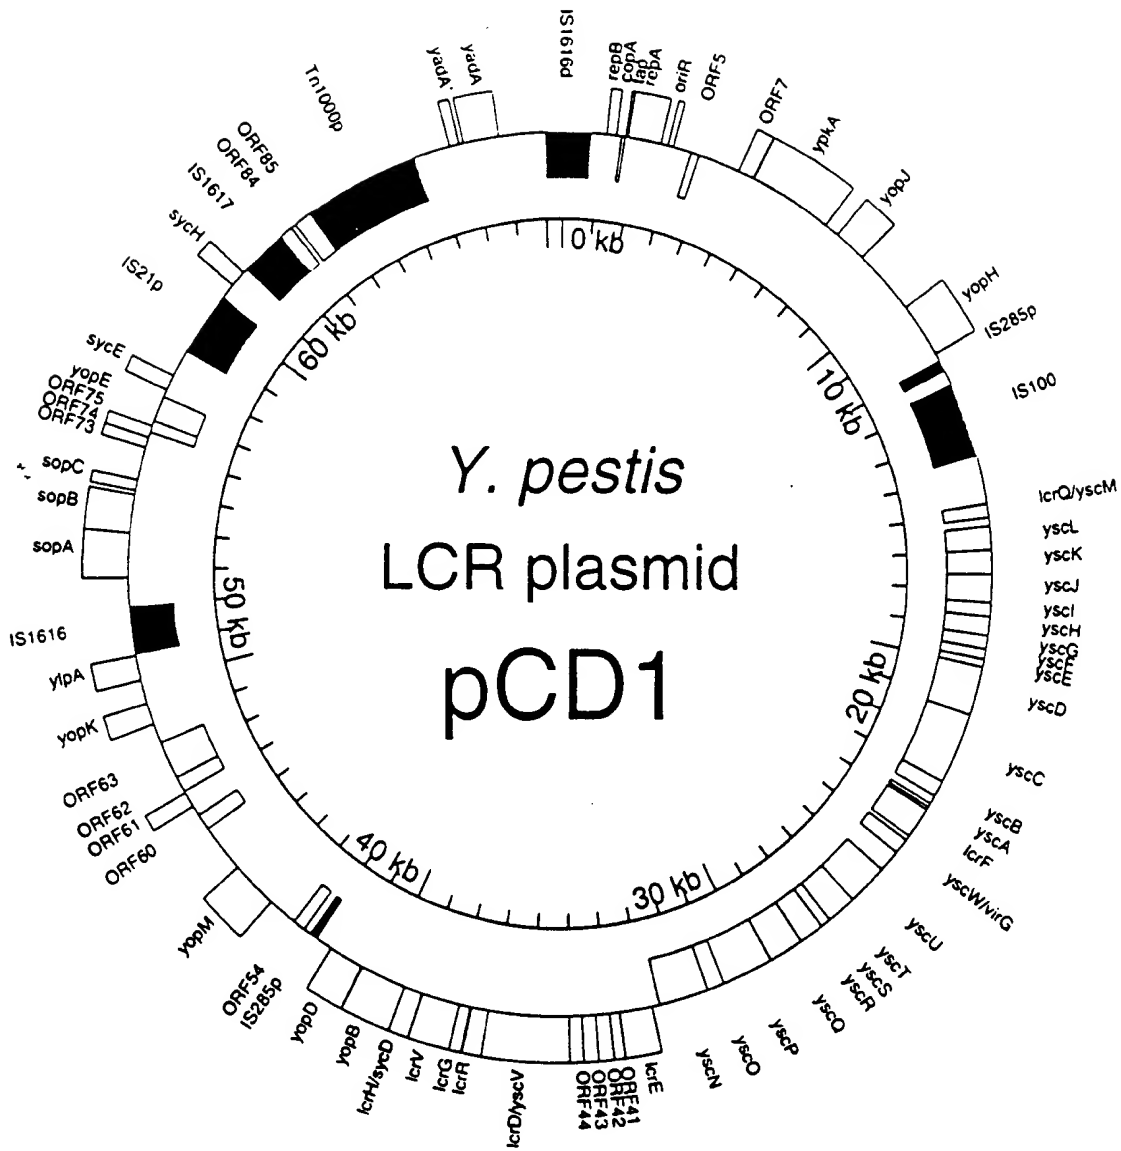 IS1616d
repB
copA
tap
repA
oriR
ORF5
ORF7
ypkA
yopJ
yopH
IS285p
IS100
lcrQ/yscM
yscL
yscK
yscJ
yscI
yscH
yscG
yscF
yscE
yscD
yscC
yscB
yscA
lcrF
yscW/virG
yscU
yscT
yscS
yscR
yscQ
yscP
yscO
yscN
lcrE
ORF41
ORF42
ORF43
ORF44
lcrD/yscV
lcrR
lcrG
lcrV
lcrH/sycD
yopB
yopD
IS285p
ORF54
yopM
ORF60
ORF61
ORF62
ORF63
yopK
ylpA
IS1616
sopA
sopB
sopC
ORF73
ORF74
ORF75
yopE
sycE
IS21p
sycH
IS1617
ORF84
ORF85
Tn1000p
yadA'
yadA
0 kb
10 kb
20 kb
30 kb
40 kb
50 kb
60 kb
Y. pestis
LCR plasmid
pCD1